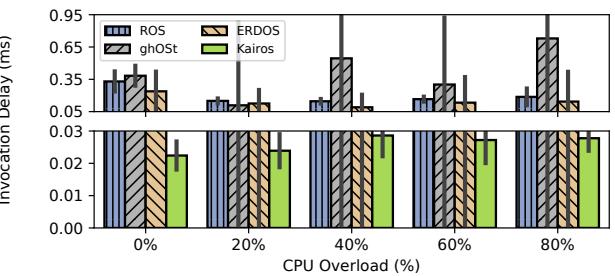 Invocation Delay (ms)
0.95
0.65
0.35
0.05
ROS
ghOSt
ERDOS
Kairos
0.03
0.02
0.01
0.00
0%
20%
40%
60%
80%
CPU Overload (%)